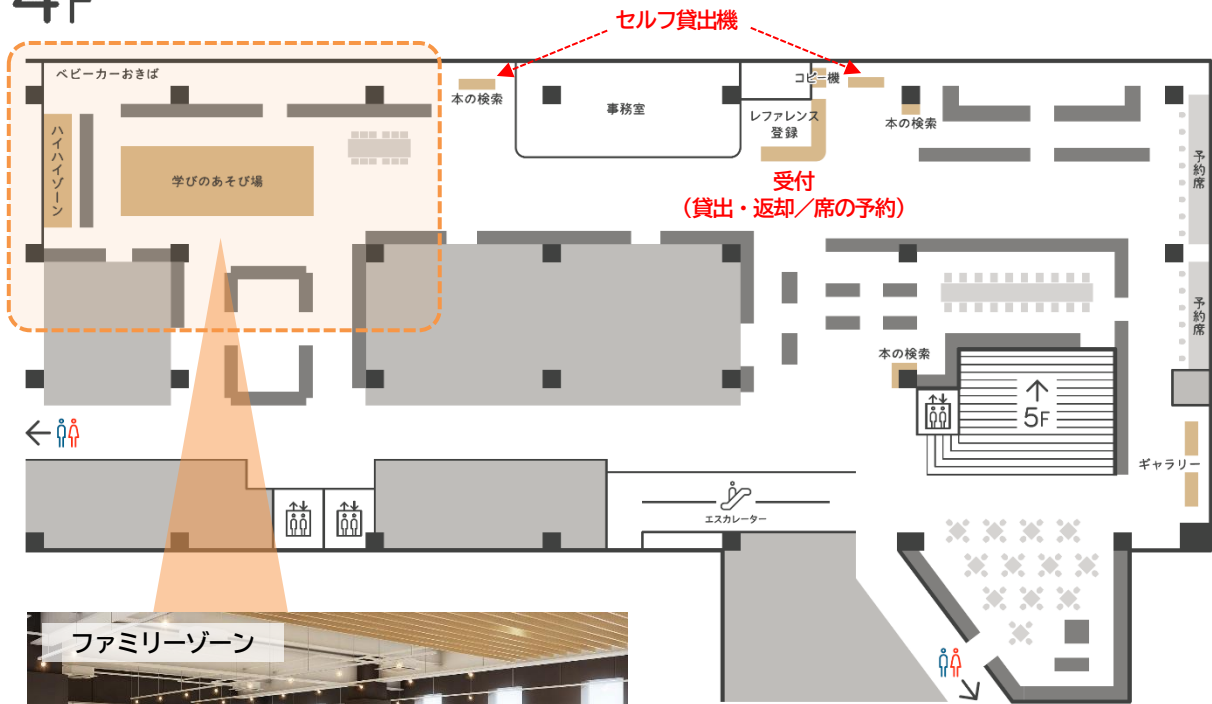 4F
セルフ貸出機
ベビーカーおきば
本の検索
事務室
コピー機
レファレンス
登録
本の検索
ハイハイゾーン
学びのあそび場
受付
(貸出・返却/席の予約)
予約席
予約席
本の検索
5F
ギャラリー
エスカレーター
ファミリーゾーン